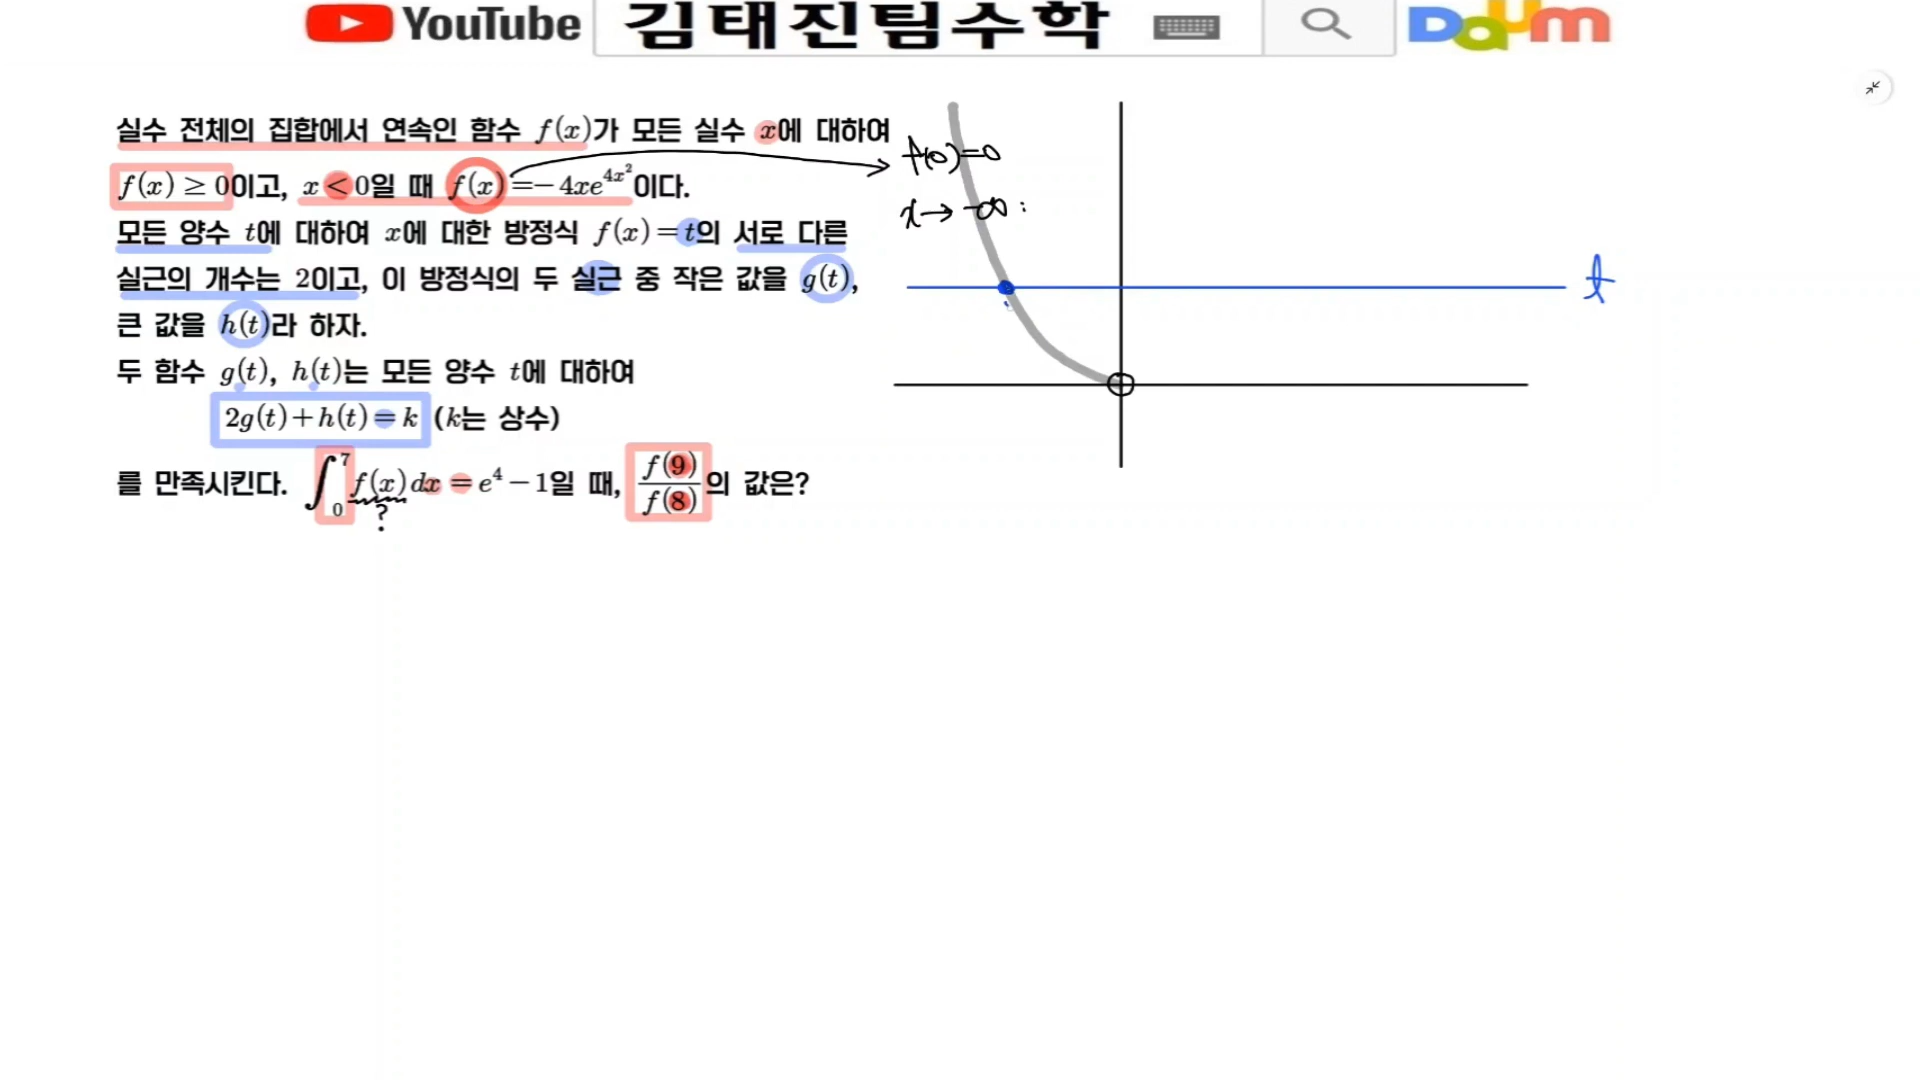 YouTube 김태진팀수학 Daum
실수 전체의 집합에서 연속인 함수 f(x)가 모든 실수 x에 대하여
f(x) ≥ 0이고, x < 0일 때 f(x) = −4xe^{4x²}이다.
모든 양수 t에 대하여 x에 대한 방정식 f(x) = t의 서로 다른
실근의 개수는 2이고, 이 방정식의 두 실근 중 작은 값을 g(t),
큰 값을 h(t)라 하자.
두 함수 g(t), h(t)는 모든 양수 t에 대하여
2g(t) + h(t) = k (k는 상수)
를 만족시킨다. ∫_0^7 f(x)dx = e⁴ − 1일 때, f(9)/f(8)의 값은?
?
f(0)=0
x→ -∞ :
t